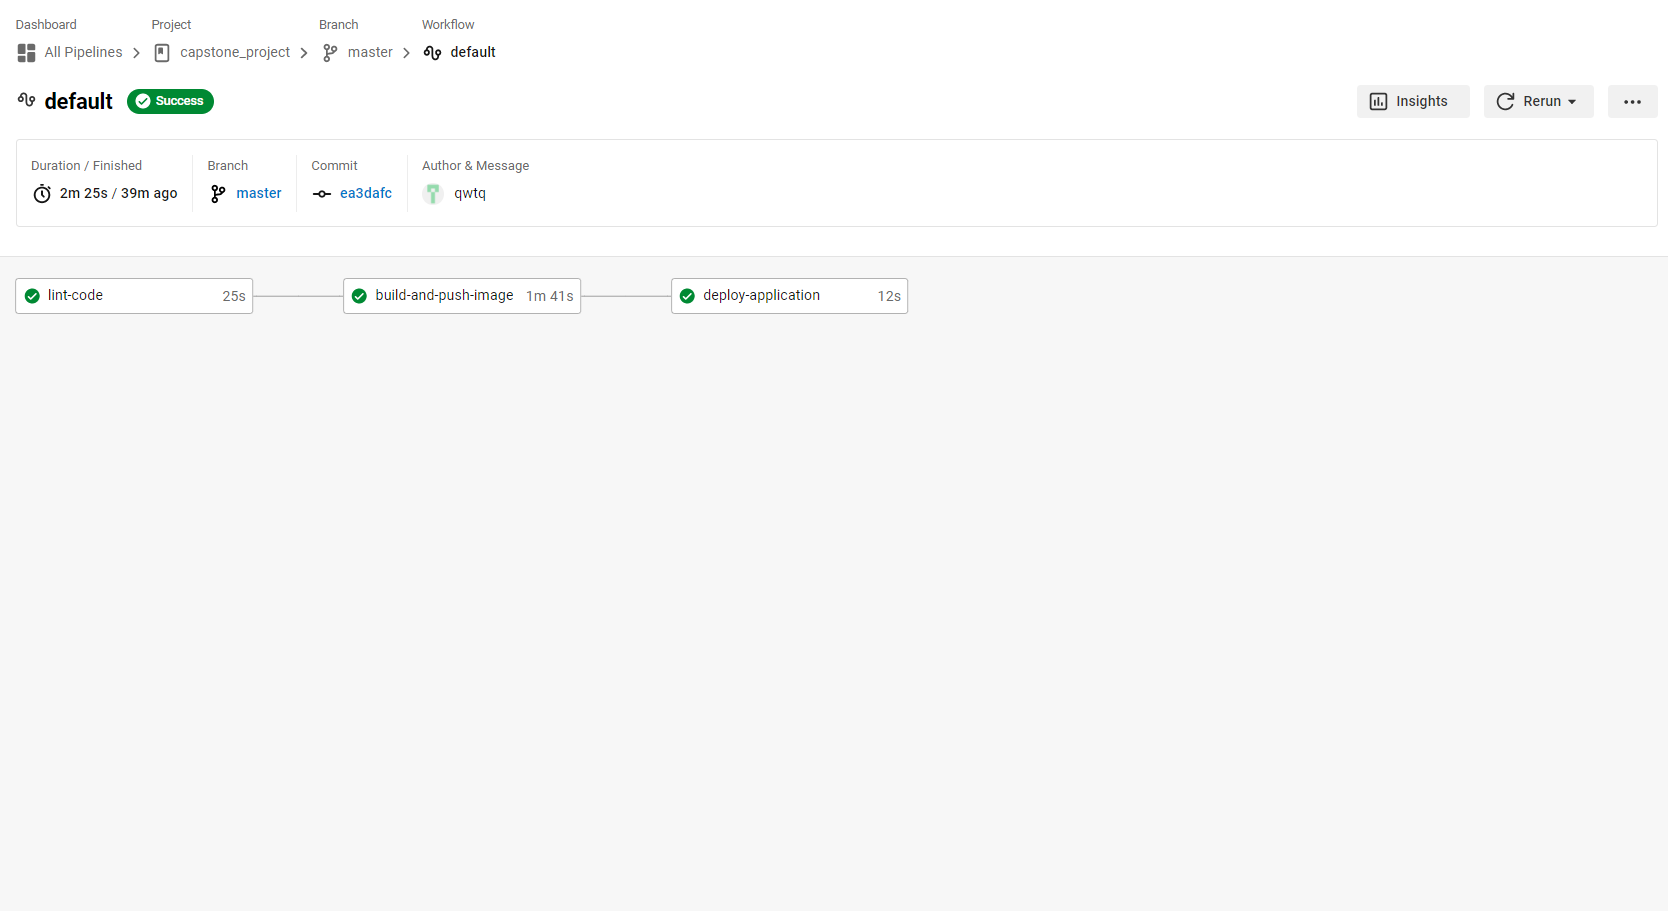 Dashboard Project Branch Workflow
All Pipelines capstone_project master default
default Success Insights Rerun
Duration / Finished Branch Commit Author & Message
2m 25s / 39m ago master ea3dafc qwtq
lint-code 25s build-and-push-image 1m 41s deploy-application 12s